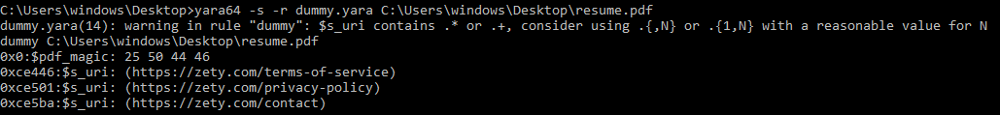 C:\Users\windows\Desktop>yara64 -s -r dummy.yara C:\Users\windows\Desktop\resume.pdf
dummy.yara(14): warning in rule "dummy": $s_uri contains .* or .+, consider using .{,N} or .{1,N} with a reasonable value for N
dummy C:\Users\windows\Desktop\resume.pdf
0x0:$pdf_magic: 25 50 44 46
0xce446:$s_uri: (https://zety.com/terms-of-service)
0xce501:$s_uri: (https://zety.com/privacy-policy)
0xce5ba:$s_uri: (https://zety.com/contact)